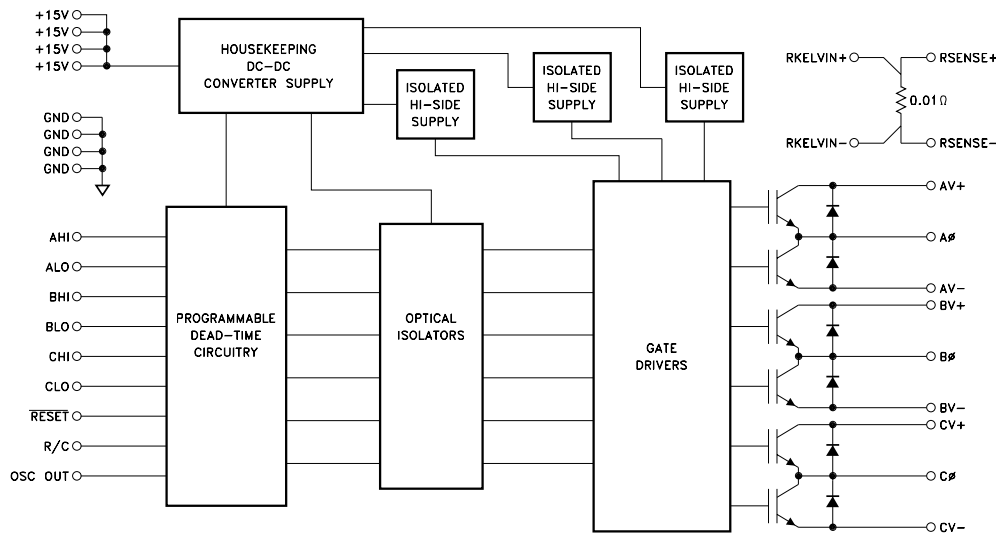 +15V
+15V
+15V
+15V
GND
GND
GND
GND
HOUSEKEEPING
DC-DC
CONVERTER SUPPLY
ISOLATED
HI-SIDE
SUPPLY
ISOLATED
HI-SIDE
SUPPLY
ISOLATED
HI-SIDE
SUPPLY
RKELVIN+
RSENSE+
0.01Ω
RKELVIN-
RSENSE-
AHI
ALO
BHI
BLO
CHI
CLO
RESET
R/C
OSC OUT
PROGRAMMABLE
DEAD-TIME
CIRCUITRY
OPTICAL
ISOLATORS
GATE
DRIVERS
AV+
AØ
AV-
BV+
BØ
BV-
CV+
CØ
CV-